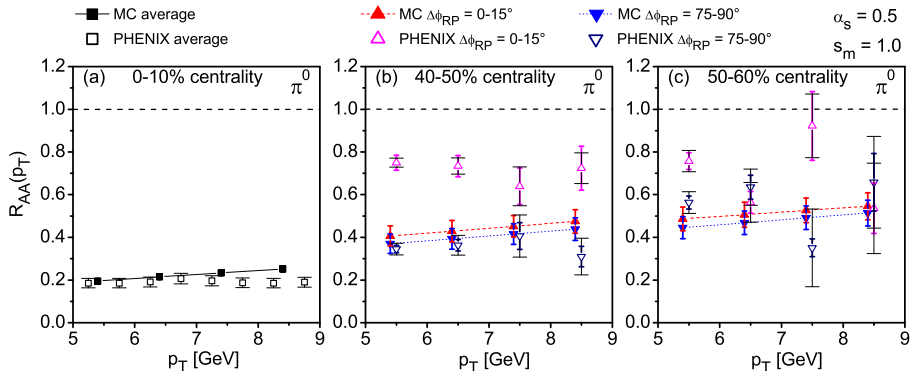 MC average
PHENIX average
MC Δϕ_RP = 0-15°
PHENIX Δϕ_RP = 0-15°
MC Δϕ_RP = 75-90°
PHENIX Δϕ_RP = 75-90°
α_s = 0.5
s_m = 1.0
(a) 0-10% centrality π^0
(b) 40-50% centrality π^0
(c) 50-60% centrality π^0
R_AA(p_T)
1.2
1.0
0.8
0.6
0.4
0.2
0.0
1.2
1.0
0.8
0.6
0.4
0.2
0.0
1.2
1.0
0.8
0.6
0.4
0.2
0.0
5 6 7 8 9
5 6 7 8 9
5 6 7 8 9
p_T [GeV]
p_T [GeV]
p_T [GeV]